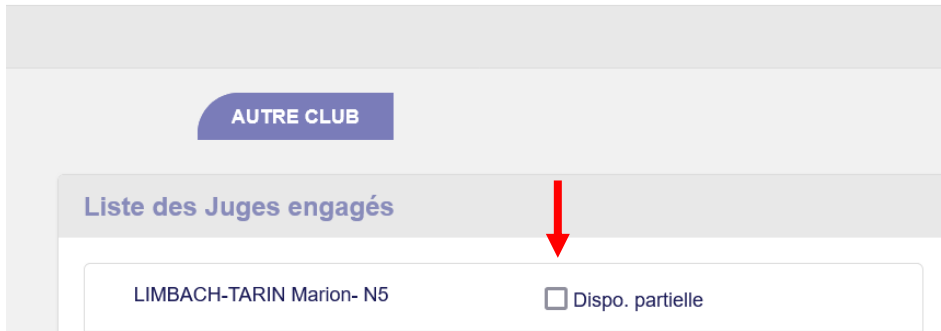 AUTRE CLUB
Liste des Juges engagés
LIMBACH-TARIN Marion- N5
Dispo. partielle